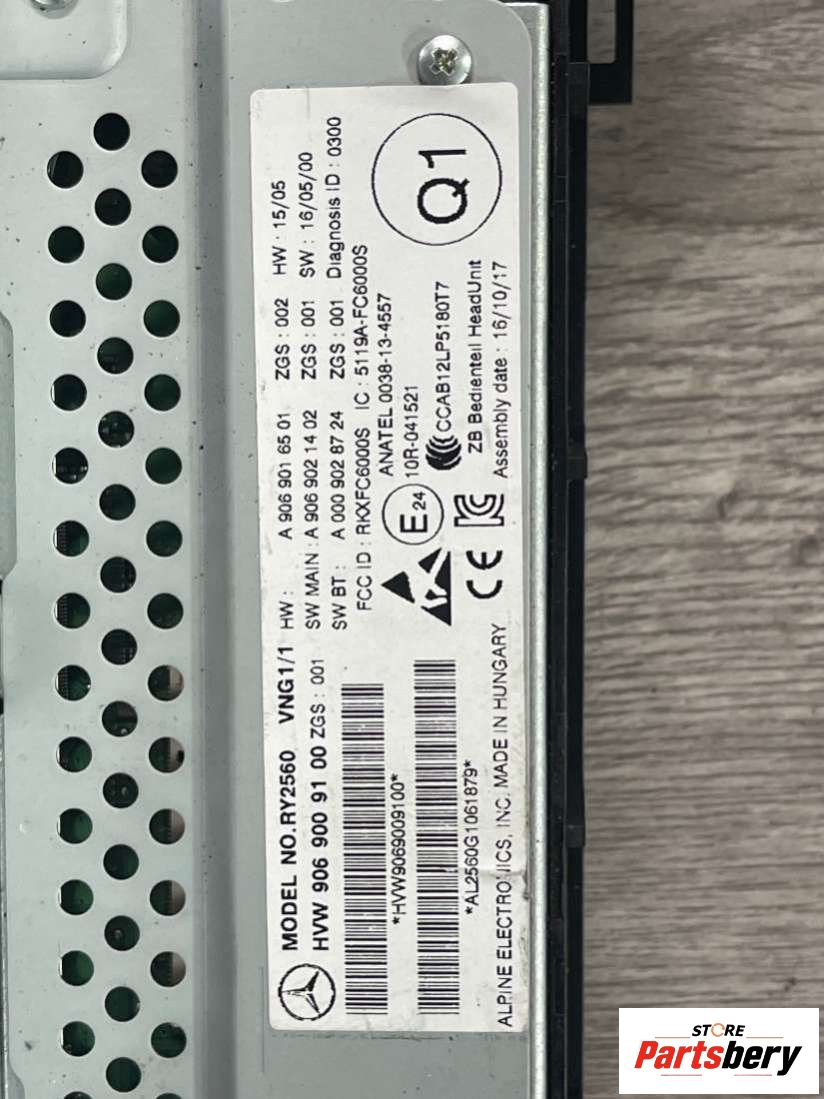 MODEL NO.RY2560 VNG1/1
HVW 906 900 91 00 ZGS : 001
*HVW9069009100*
*AL2560G1061879*
ALPINE ELECTRONICS, INC. MADE IN HUNGARY
HW : A 906 901 65 01 ZGS : 002 HW : 15/05
SW MAIN : A 906 902 14 02 ZGS : 001 SW : 16/05/00
SW BT : A 000 902 87 24 ZGS : 001 Diagnosis ID : 0300
FCC ID : RKXFC6000S IC : 5119A-FC6000S
ANATEL 0038-13-4557
E 24
10R-041521
CCAB12LP5180T7
CE
ZB Bedienteil HeadUnit
Assembly date : 16/10/17
Q1
STORE
Partsbery